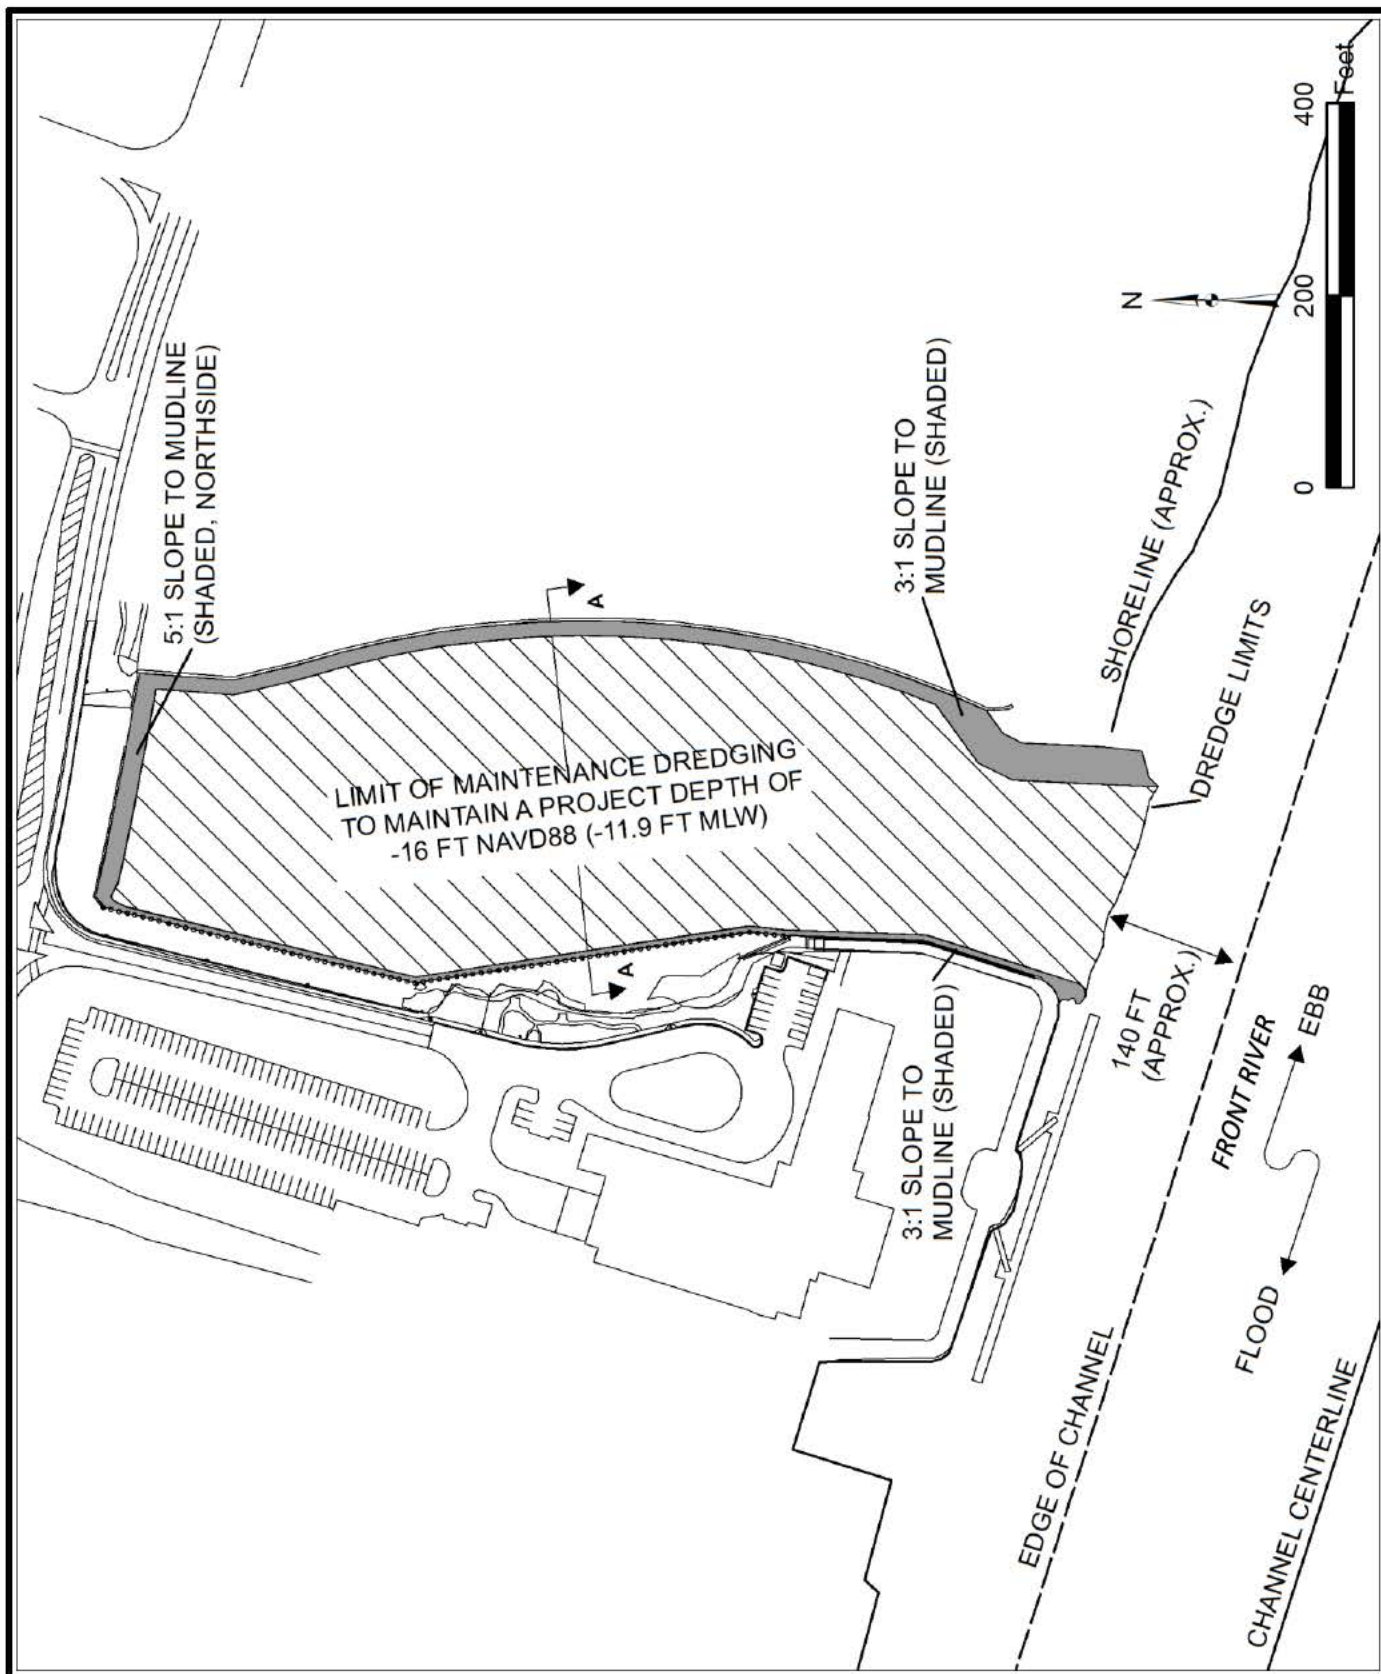 5:1 SLOPE TO MUDLINE
(SHADED, NORTHSIDE)
LIMIT OF MAINTENANCE DREDGING
TO MAINTAIN A PROJECT DEPTH OF
-16 FT NAVD88 (-11.9 FT MLW)
A
A
3:1 SLOPE TO
MUDLINE (SHADED)
3:1 SLOPE TO
MUDLINE (SHADED)
SHORELINE (APPROX.)
DREDGE LIMITS
140 FT
(APPROX.)
FRONT RIVER
EBB
FLOOD
EDGE OF CHANNEL
CHANNEL CENTERLINE
N
0 200 400
Feet